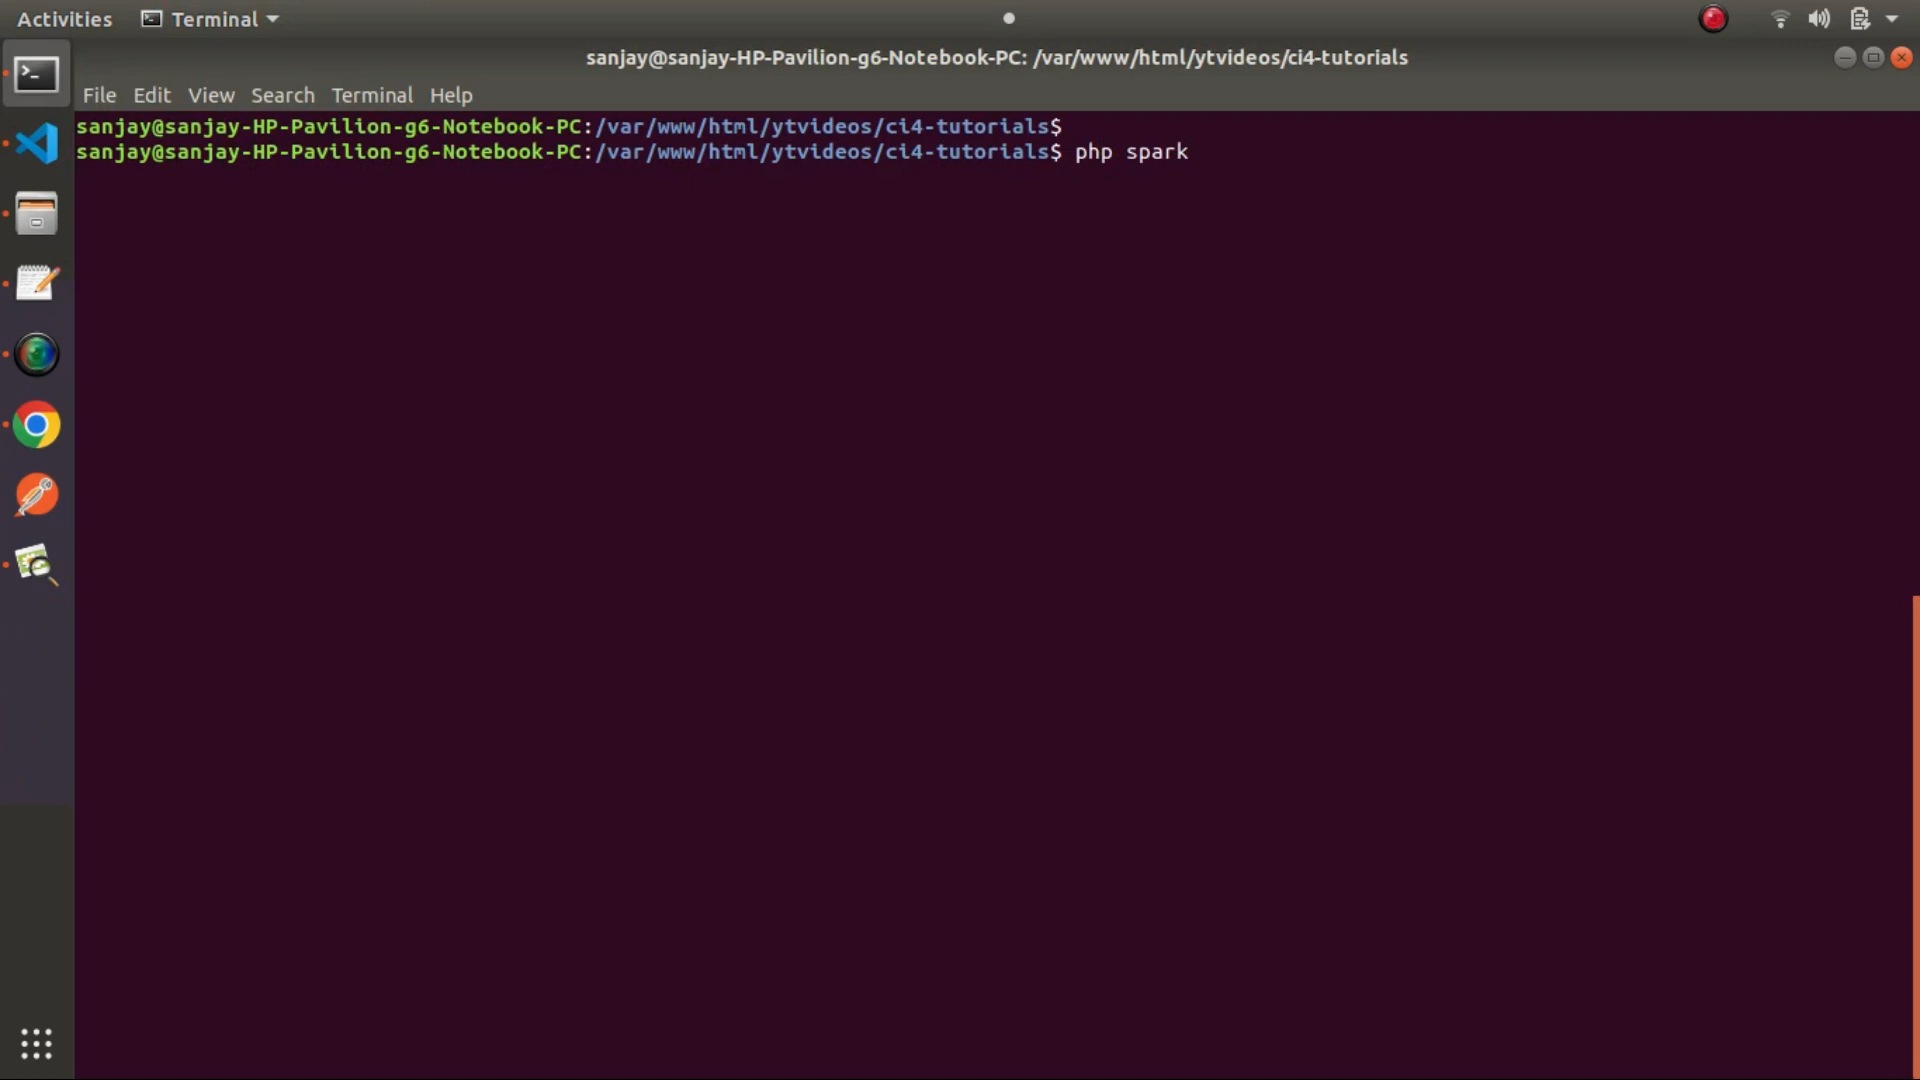 Activities Terminal
sanjay@sanjay-HP-Pavilion-g6-Notebook-PC: /var/www/html/ytvideos/ci4-tutorials
File Edit View Search Terminal Help
sanjay@sanjay-HP-Pavilion-g6-Notebook-PC:/var/www/html/ytvideos/ci4-tutorials$
sanjay@sanjay-HP-Pavilion-g6-Notebook-PC:/var/www/html/ytvideos/ci4-tutorials$ php spark